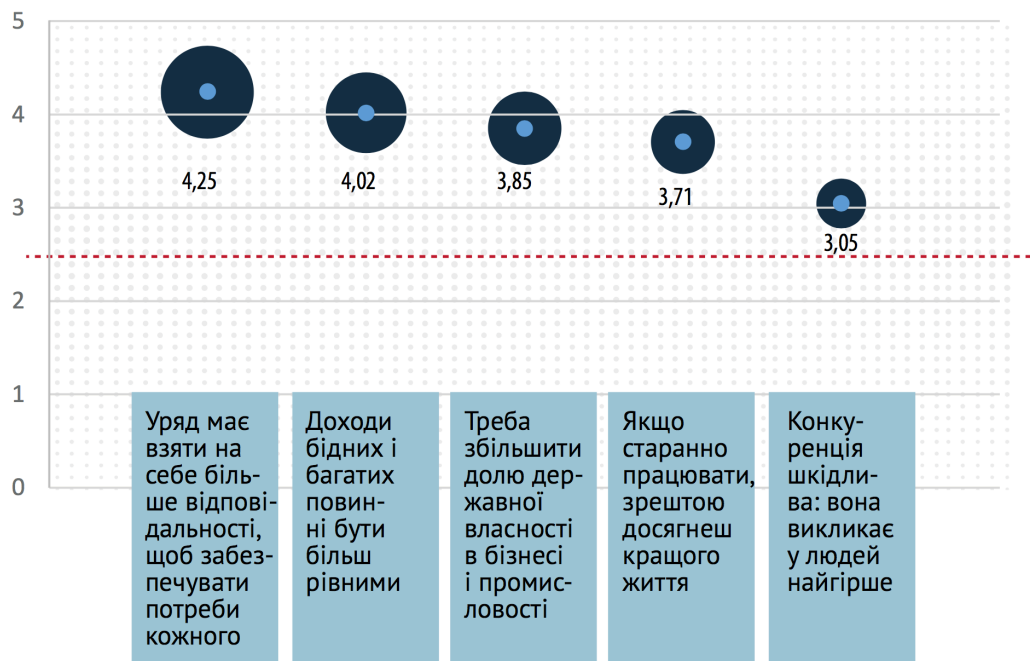 5
4
3
2
1
0
4,25
4,02
3,85
3,71
3,05
Уряд має
взяти на
себе біль-
ше відпові-
дальності,
щоб забез-
печувати
потреби
кожного
Доходи
бідних і
багатих
повин-
ні бути
більш
рівними
Треба
збільшити
долю дер-
жавної
власності
в бізнесі
і промис-
ловості
Якщо
старанно
працювати,
зрештою
досягнеш
кращого
життя
Конку-
ренція
шкідли-
ва: вона
викликає
у людей
найгірше